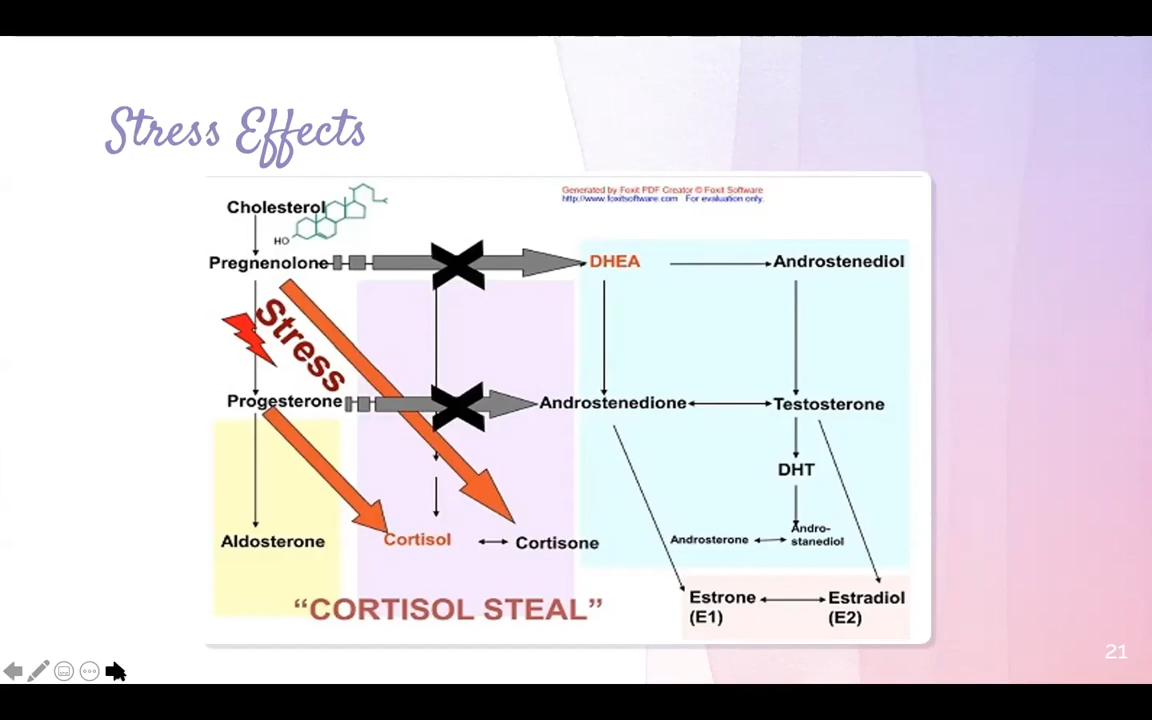 Stress Effects
Generated by Foxit PDF Creator © Foxit Software
http://www.foxitsoftware.com For evaluation only.
Cholesterol
HO
Pregnenolone
DHEA
Androstenediol
Stress
Progesterone
Androstenedione
Testosterone
DHT
Aldosterone
Cortisol
Cortisone
Androsterone
Andro-
stanediol
"CORTISOL STEAL"
Estrone
(E1)
Estradiol
(E2)
21